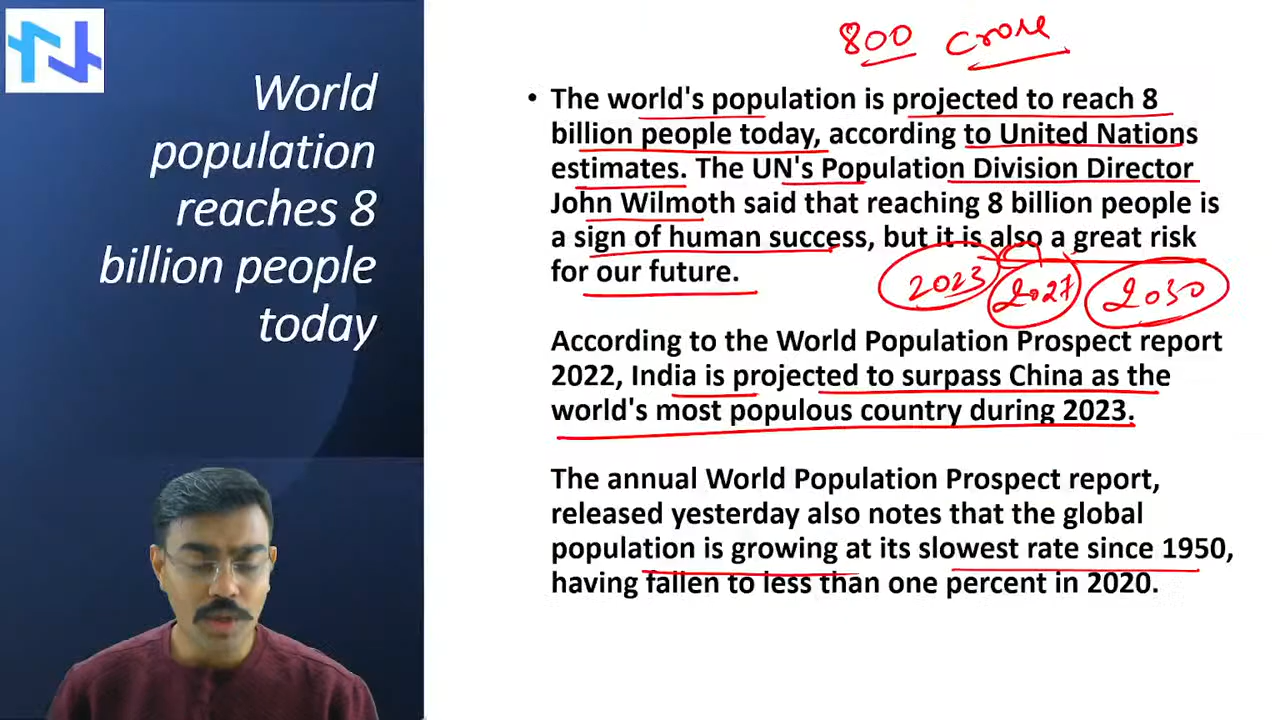 World
population
reaches 8
billion people
today
800 crore
• The world's population is projected to reach 8
billion people today, according to United Nations
estimates. The UN's Population Division Director
John Wilmoth said that reaching 8 billion people is
a sign of human success, but it is also a great risk
for our future.
2023 2027 2030
According to the World Population Prospect report
2022, India is projected to surpass China as the
world's most populous country during 2023.
The annual World Population Prospect report,
released yesterday also notes that the global
population is growing at its slowest rate since 1950,
having fallen to less than one percent in 2020.